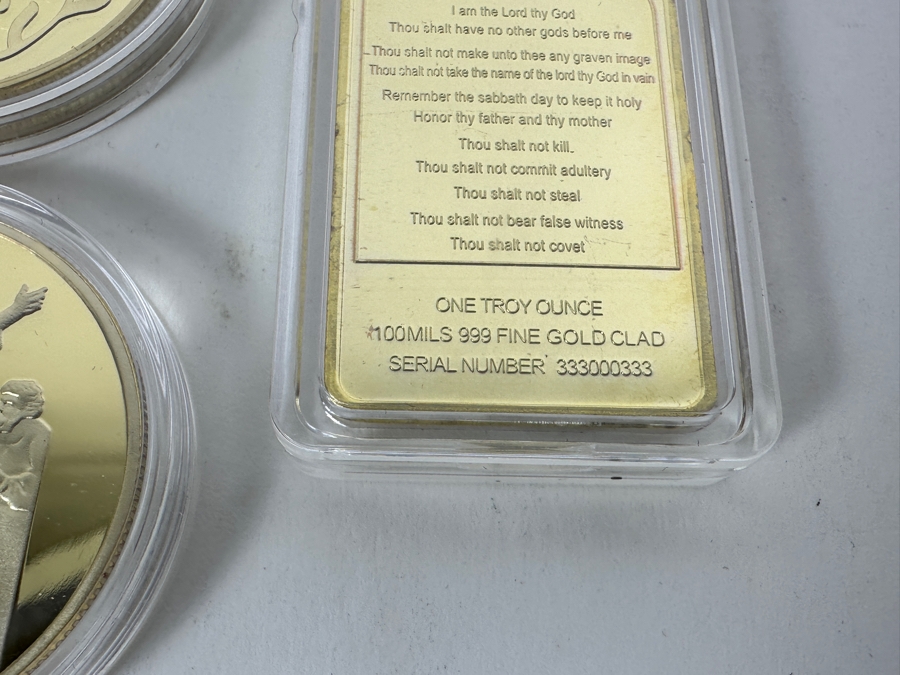 I am the Lord thy God
Thou shalt have no other gods before me
Thou shalt not make unto thee any graven image
Thou shalt not take the name of the lord thy God in vain
Remember the sabbath day to keep it holy
Honor thy father and thy mother
Thou shalt not kill
Thou shalt not commit adultery
Thou shalt not steal
Thou shalt not bear false witness
Thou shalt not covet
ONE TROY OUNCE
100MILS 999 FINE GOLD CLAD
SERIAL NUMBER 333000333